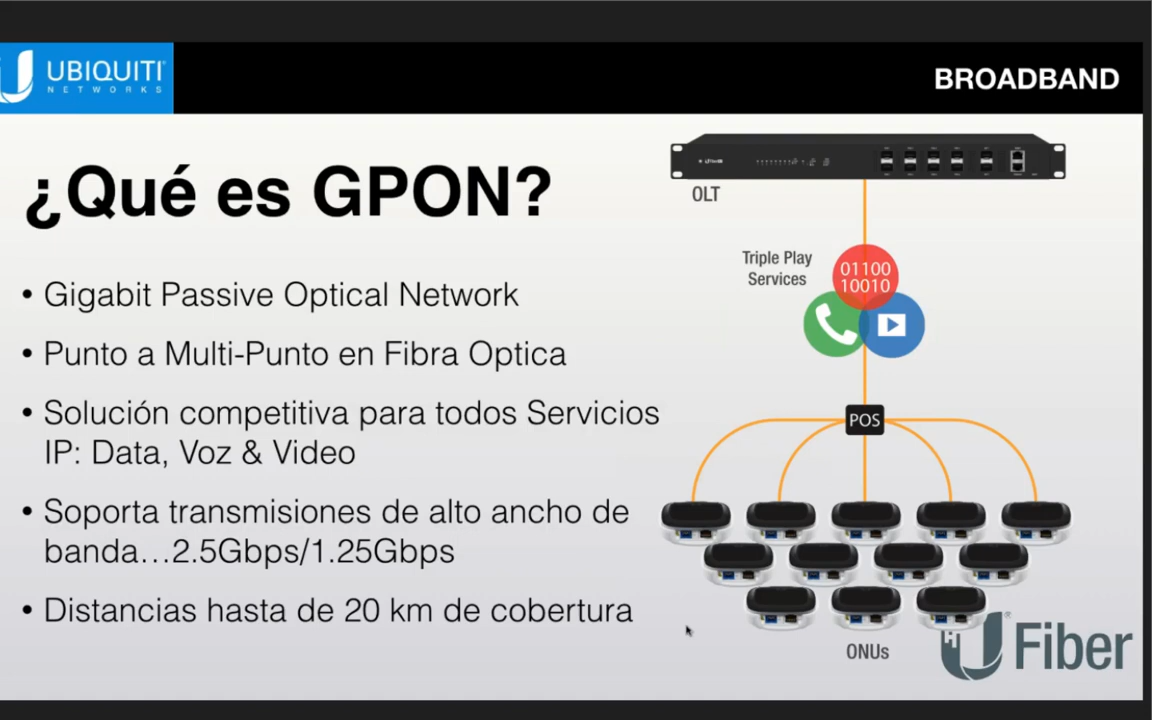 UBIQUITI
NETWORKS
BROADBAND
¿Qué es GPON?
• Gigabit Passive Optical Network
• Punto a Multi-Punto en Fibra Optica
• Solución competitiva para todos Servicios
IP: Data, Voz & Video
• Soporta transmisiones de alto ancho de
banda...2.5Gbps/1.25Gbps
• Distancias hasta de 20 km de cobertura
OLT
Triple Play
Services
01100
10010
POS
ONUs
U Fiber